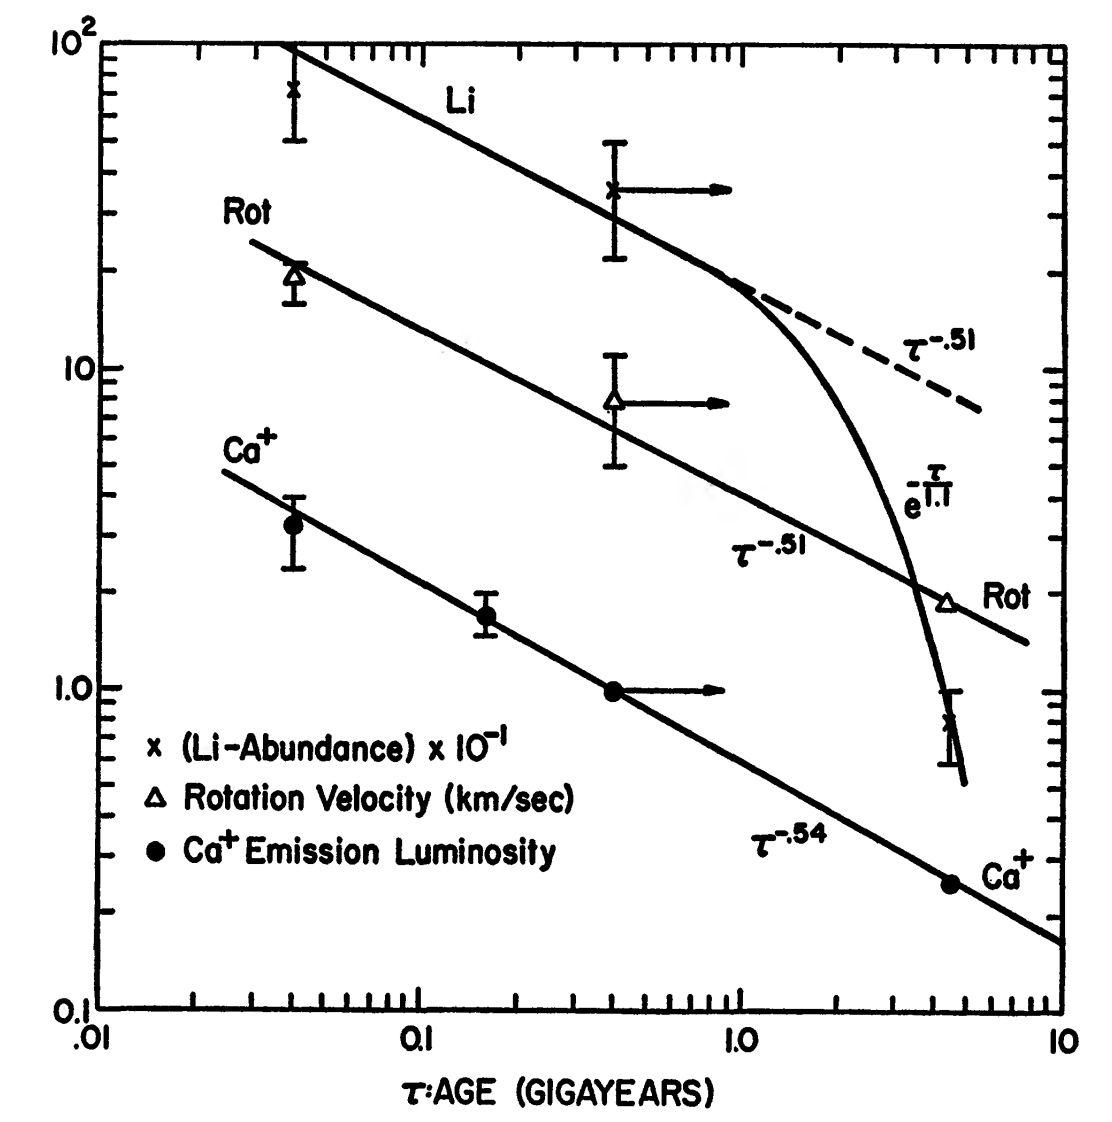 10²
Li
Rot
τ⁻·⁵¹
10
Ca⁺
e^-τ/1.1
τ⁻·⁵¹
Rot
1.0
x (Li-Abundance) x 10⁻¹
△ Rotation Velocity (km/sec)
● Ca⁺ Emission Luminosity
τ⁻·⁵⁴
Ca⁺
0.1
.01 0.1 1.0 10
τ:AGE (GIGAYEARS)